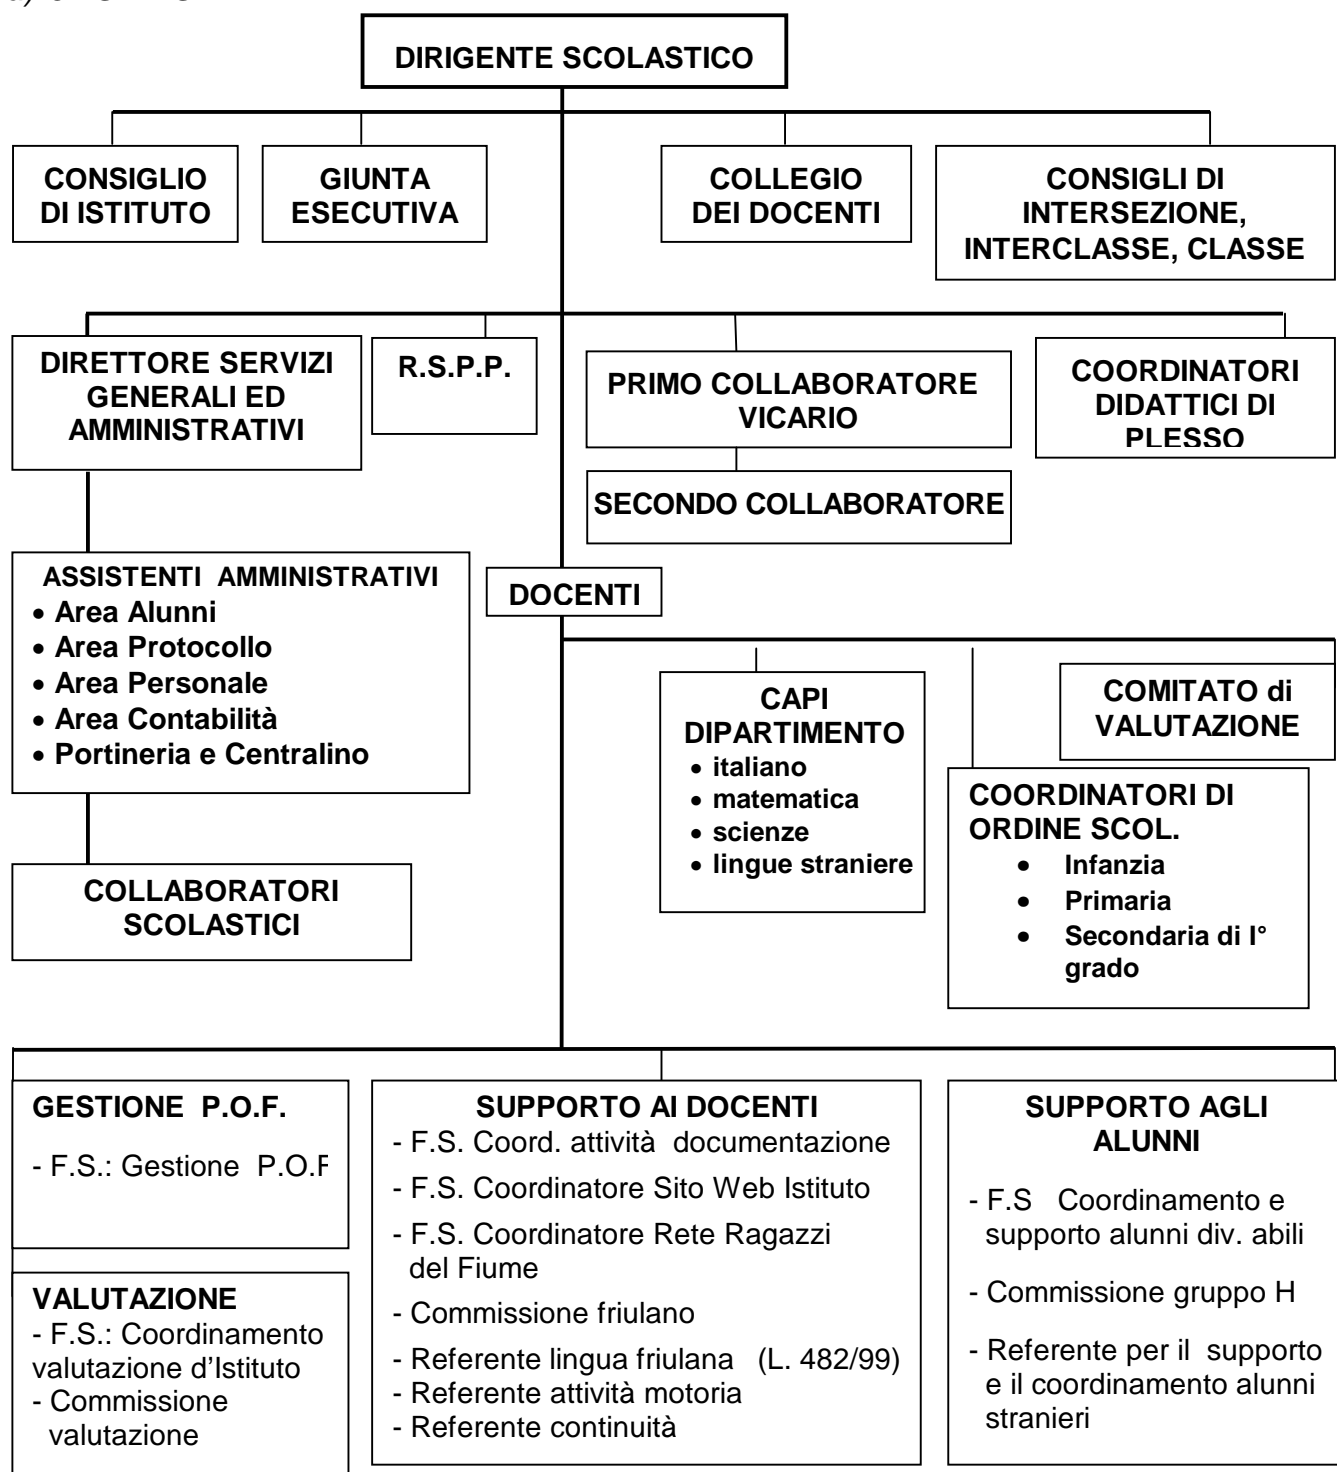 DIRIGENTE SCOLASTICO
CONSIGLIO
DI ISTITUTO
GIUNTA
ESECUTIVA
COLLEGIO
DEI DOCENTI
CONSIGLI DI
INTERSEZIONE,
INTERCLASSE, CLASSE
DIRETTORE SERVIZI
GENERALI ED
AMMINISTRATIVI
R.S.P.P.
PRIMO COLLABORATORE
VICARIO
COORDINATORI
DIDATTICI DI
PLESSO
SECONDO COLLABORATORE
ASSISTENTI AMMINISTRATIVI
• Area Alunni
• Area Protocollo
• Area Personale
• Area Contabilità
• Portineria e Centralino
DOCENTI
CAPI
DIPARTIMENTO
• italiano
• matematica
• scienze
• lingue straniere
COMITATO di
VALUTAZIONE
COORDINATORI DI
ORDINE SCOL.
• Infanzia
• Primaria
• Secondaria di I°
grado
COLLABORATORI
SCOLASTICI
GESTIONE P.O.F.
- F.S.: Gestione P.O.F
VALUTAZIONE
- F.S.: Coordinamento
valutazione d'Istituto
- Commissione
valutazione
SUPPORTO AI DOCENTI
- F.S. Coord. attività documentazione
- F.S. Coordinatore Sito Web Istituto
- F.S. Coordinatore Rete Ragazzi
del Fiume
- Commissione friulano
- Referente lingua friulana (L. 482/99)
- Referente attività motoria
- Referente continuità
SUPPORTO AGLI
ALUNNI
- F.S Coordinamento e
supporto alunni div. abili
- Commissione gruppo H
- Referente per il supporto
e il coordinamento alunni
stranieri